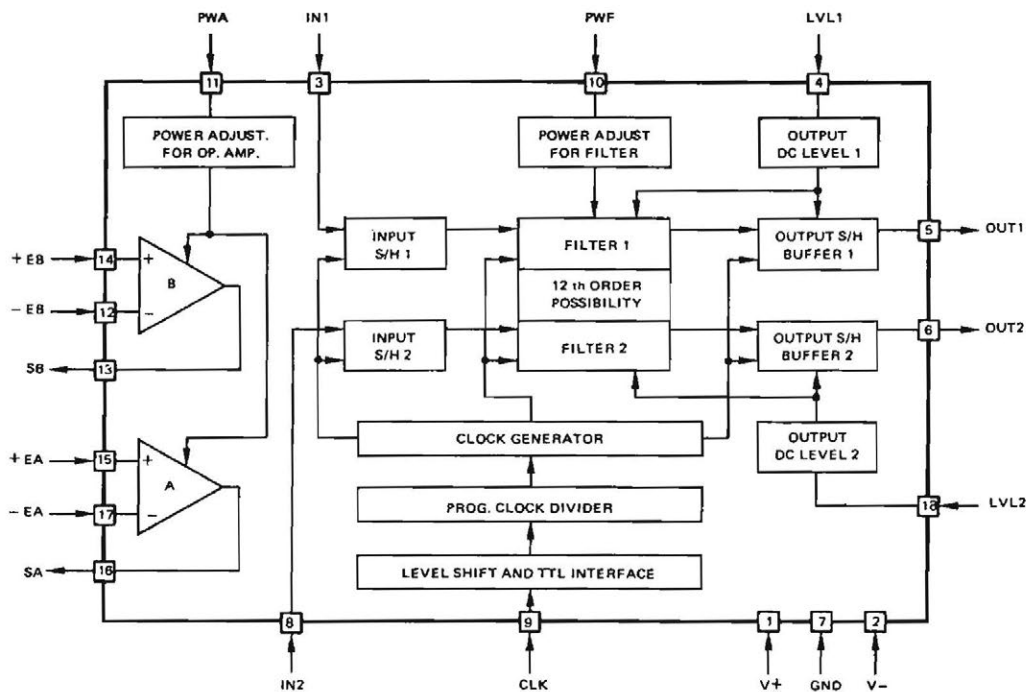 PWA
IN1
PWF
LVL1
11
3
10
4
POWER ADJUST.
FOR OP. AMP.
POWER ADJUST
FOR FILTER
OUTPUT
DC LEVEL 1
+EB
14
+
B
-EB
12
-
SB
13
INPUT
S/H 1
FILTER 1
12 th ORDER
POSSIBILITY
OUTPUT S/H
BUFFER 1
5
OUT1
INPUT
S/H 2
FILTER 2
OUTPUT S/H
BUFFER 2
6
OUT2
+EA
15
+
A
-EA
17
-
SA
16
CLOCK GENERATOR
OUTPUT
DC LEVEL 2
PROG. CLOCK DIVIDER
18
LVL2
LEVEL SHIFT AND TTL INTERFACE
8
9
1
7
2
IN2
CLK
V+
GND
V-